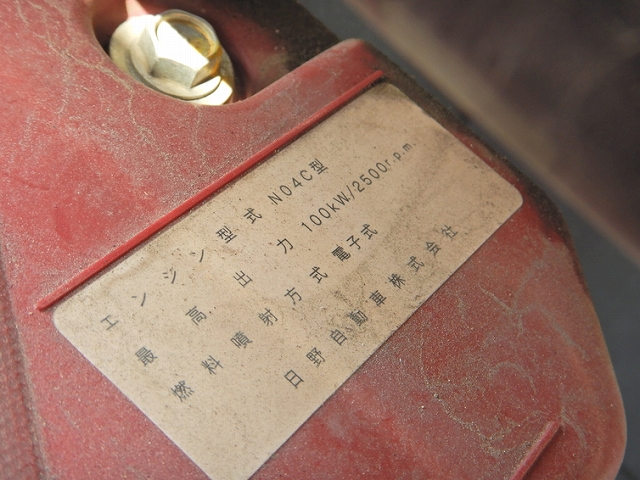 エンジン型式 N04C型
最高出力 100kW/2500r.p.m.
燃料噴射方式 電子式
日野自動車株式会社